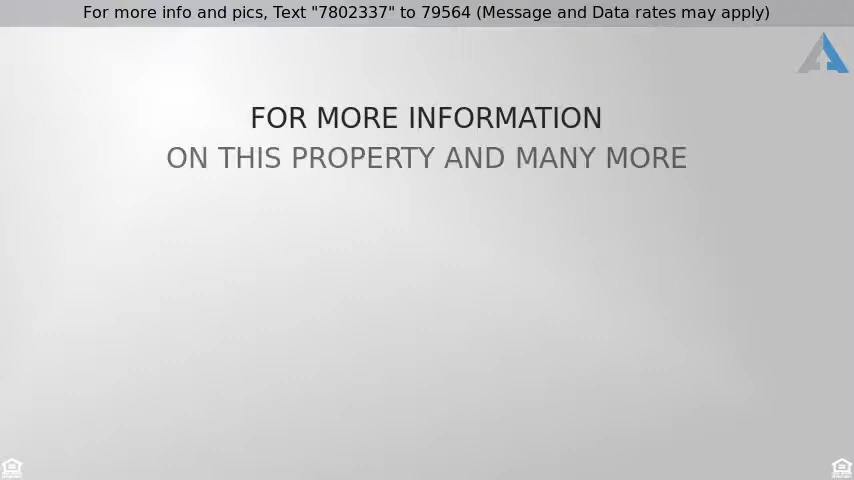 For more info and pics, Text "7802337" to 79564 (Message and Data rates may apply)
FOR MORE INFORMATION
ON THIS PROPERTY AND MANY MORE